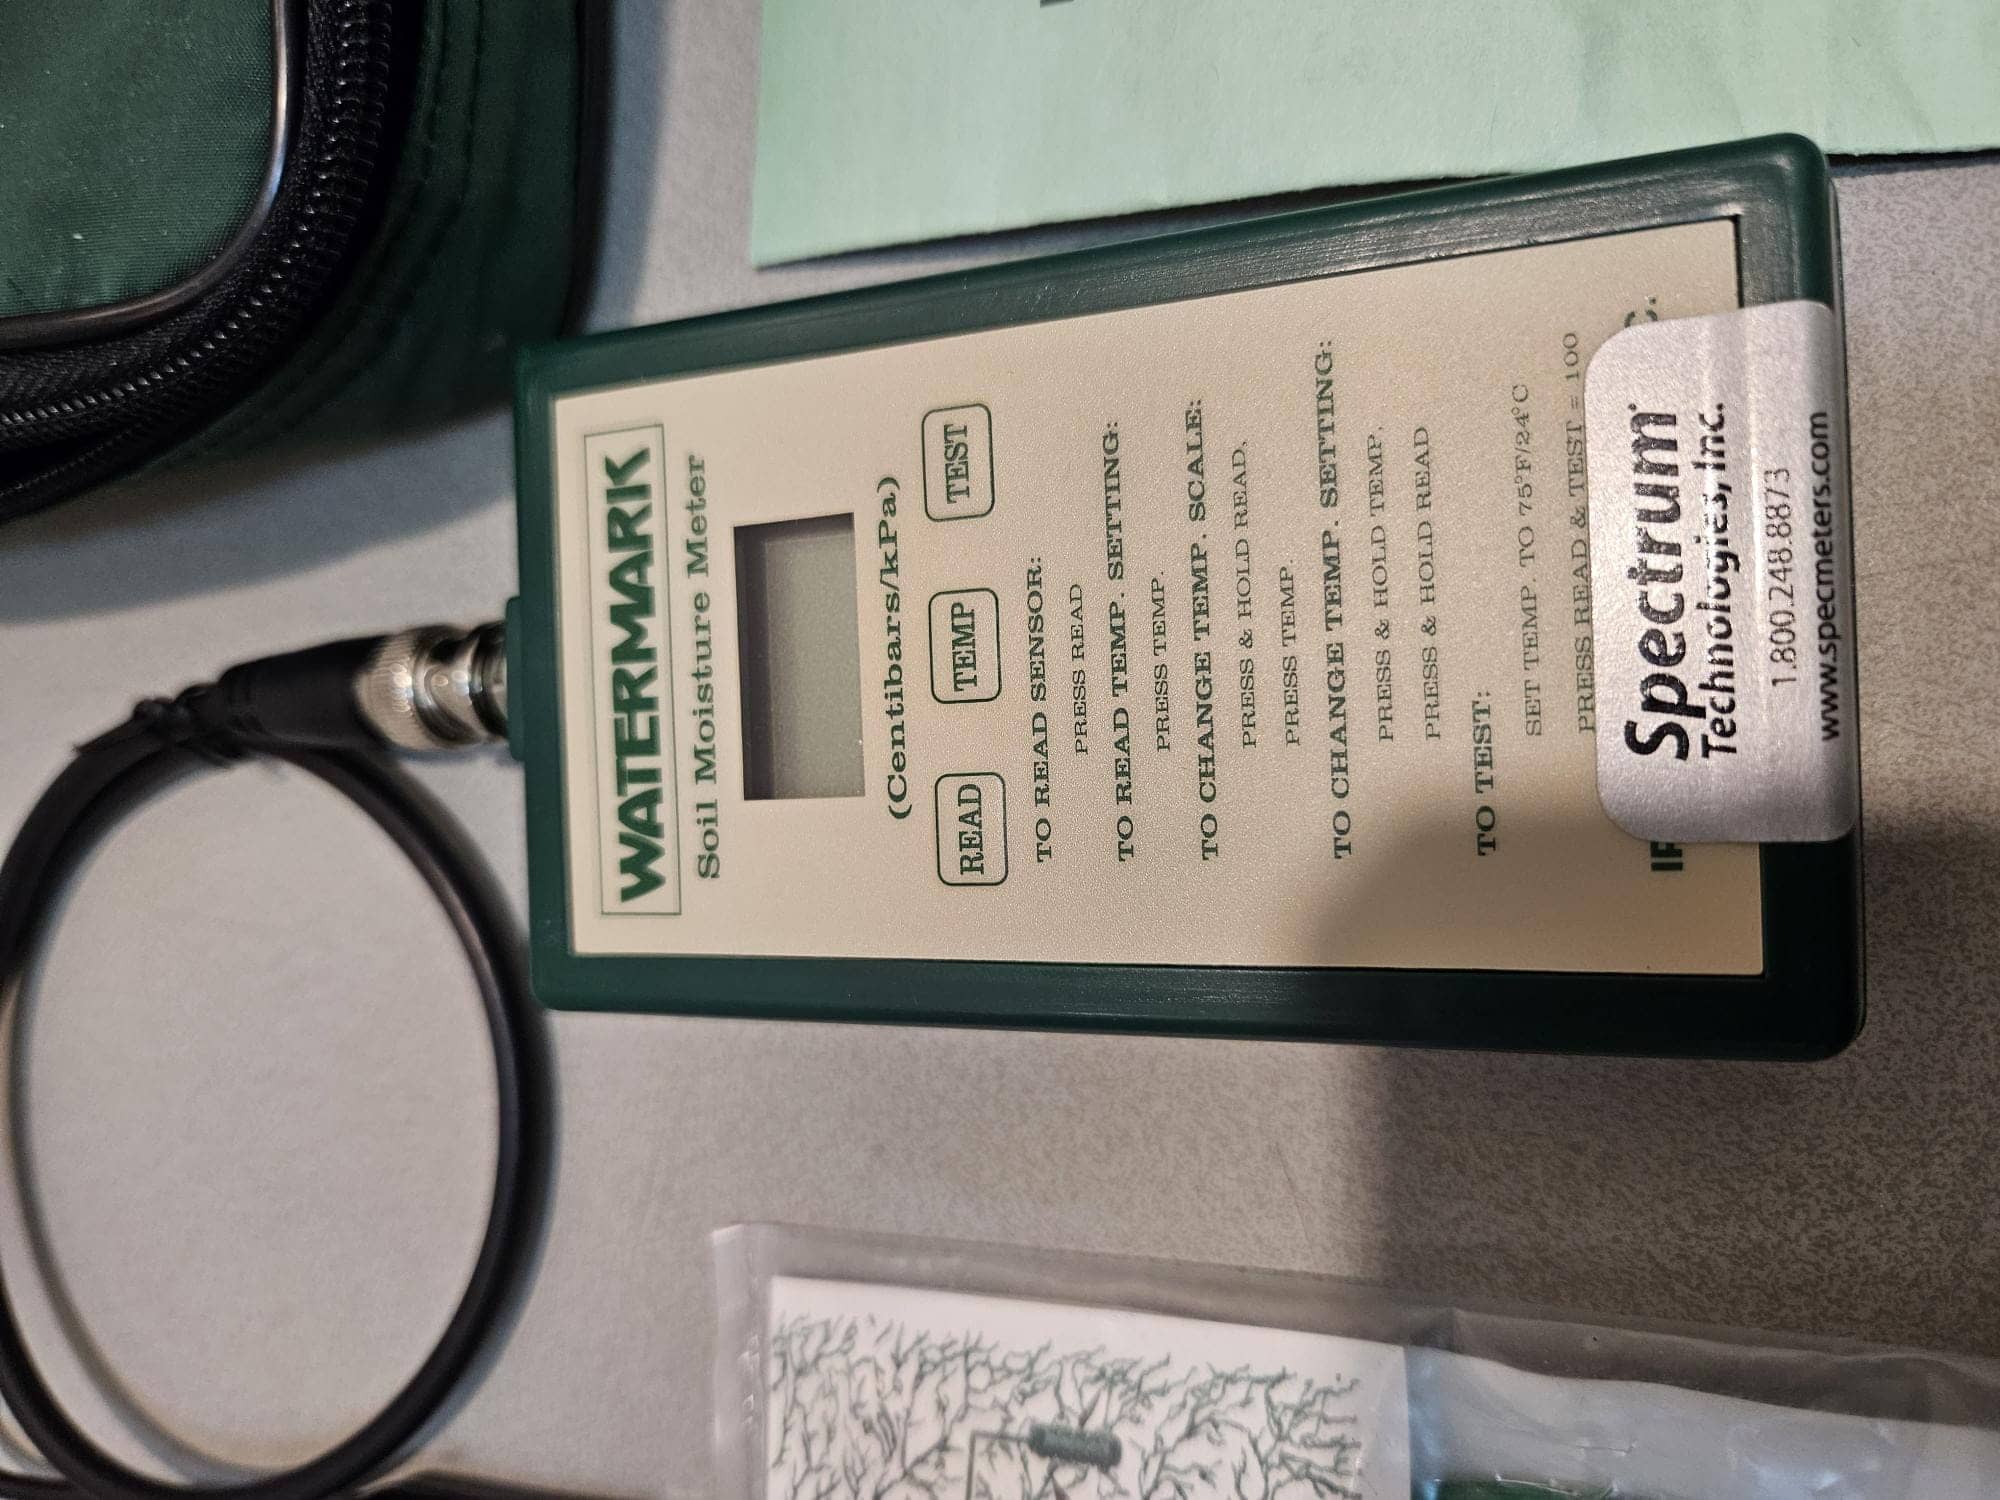 WATERMARK
Soil Moisture Meter
(Centibars/kPa)
READ TEMP TEST
TO READ SENSOR:
PRESS READ
TO READ TEMP. SETTING:
PRESS TEMP.
TO CHANGE TEMP. SCALE:
PRESS & HOLD READ,
PRESS TEMP.
TO CHANGE TEMP. SETTING:
PRESS & HOLD TEMP,
PRESS & HOLD READ
TO TEST:
SET TEMP. TO 75°F/24°C
PRESS READ & TEST = 100
Spectrum
Technologies, Inc.
1.800.248.8873
www.specmeters.com